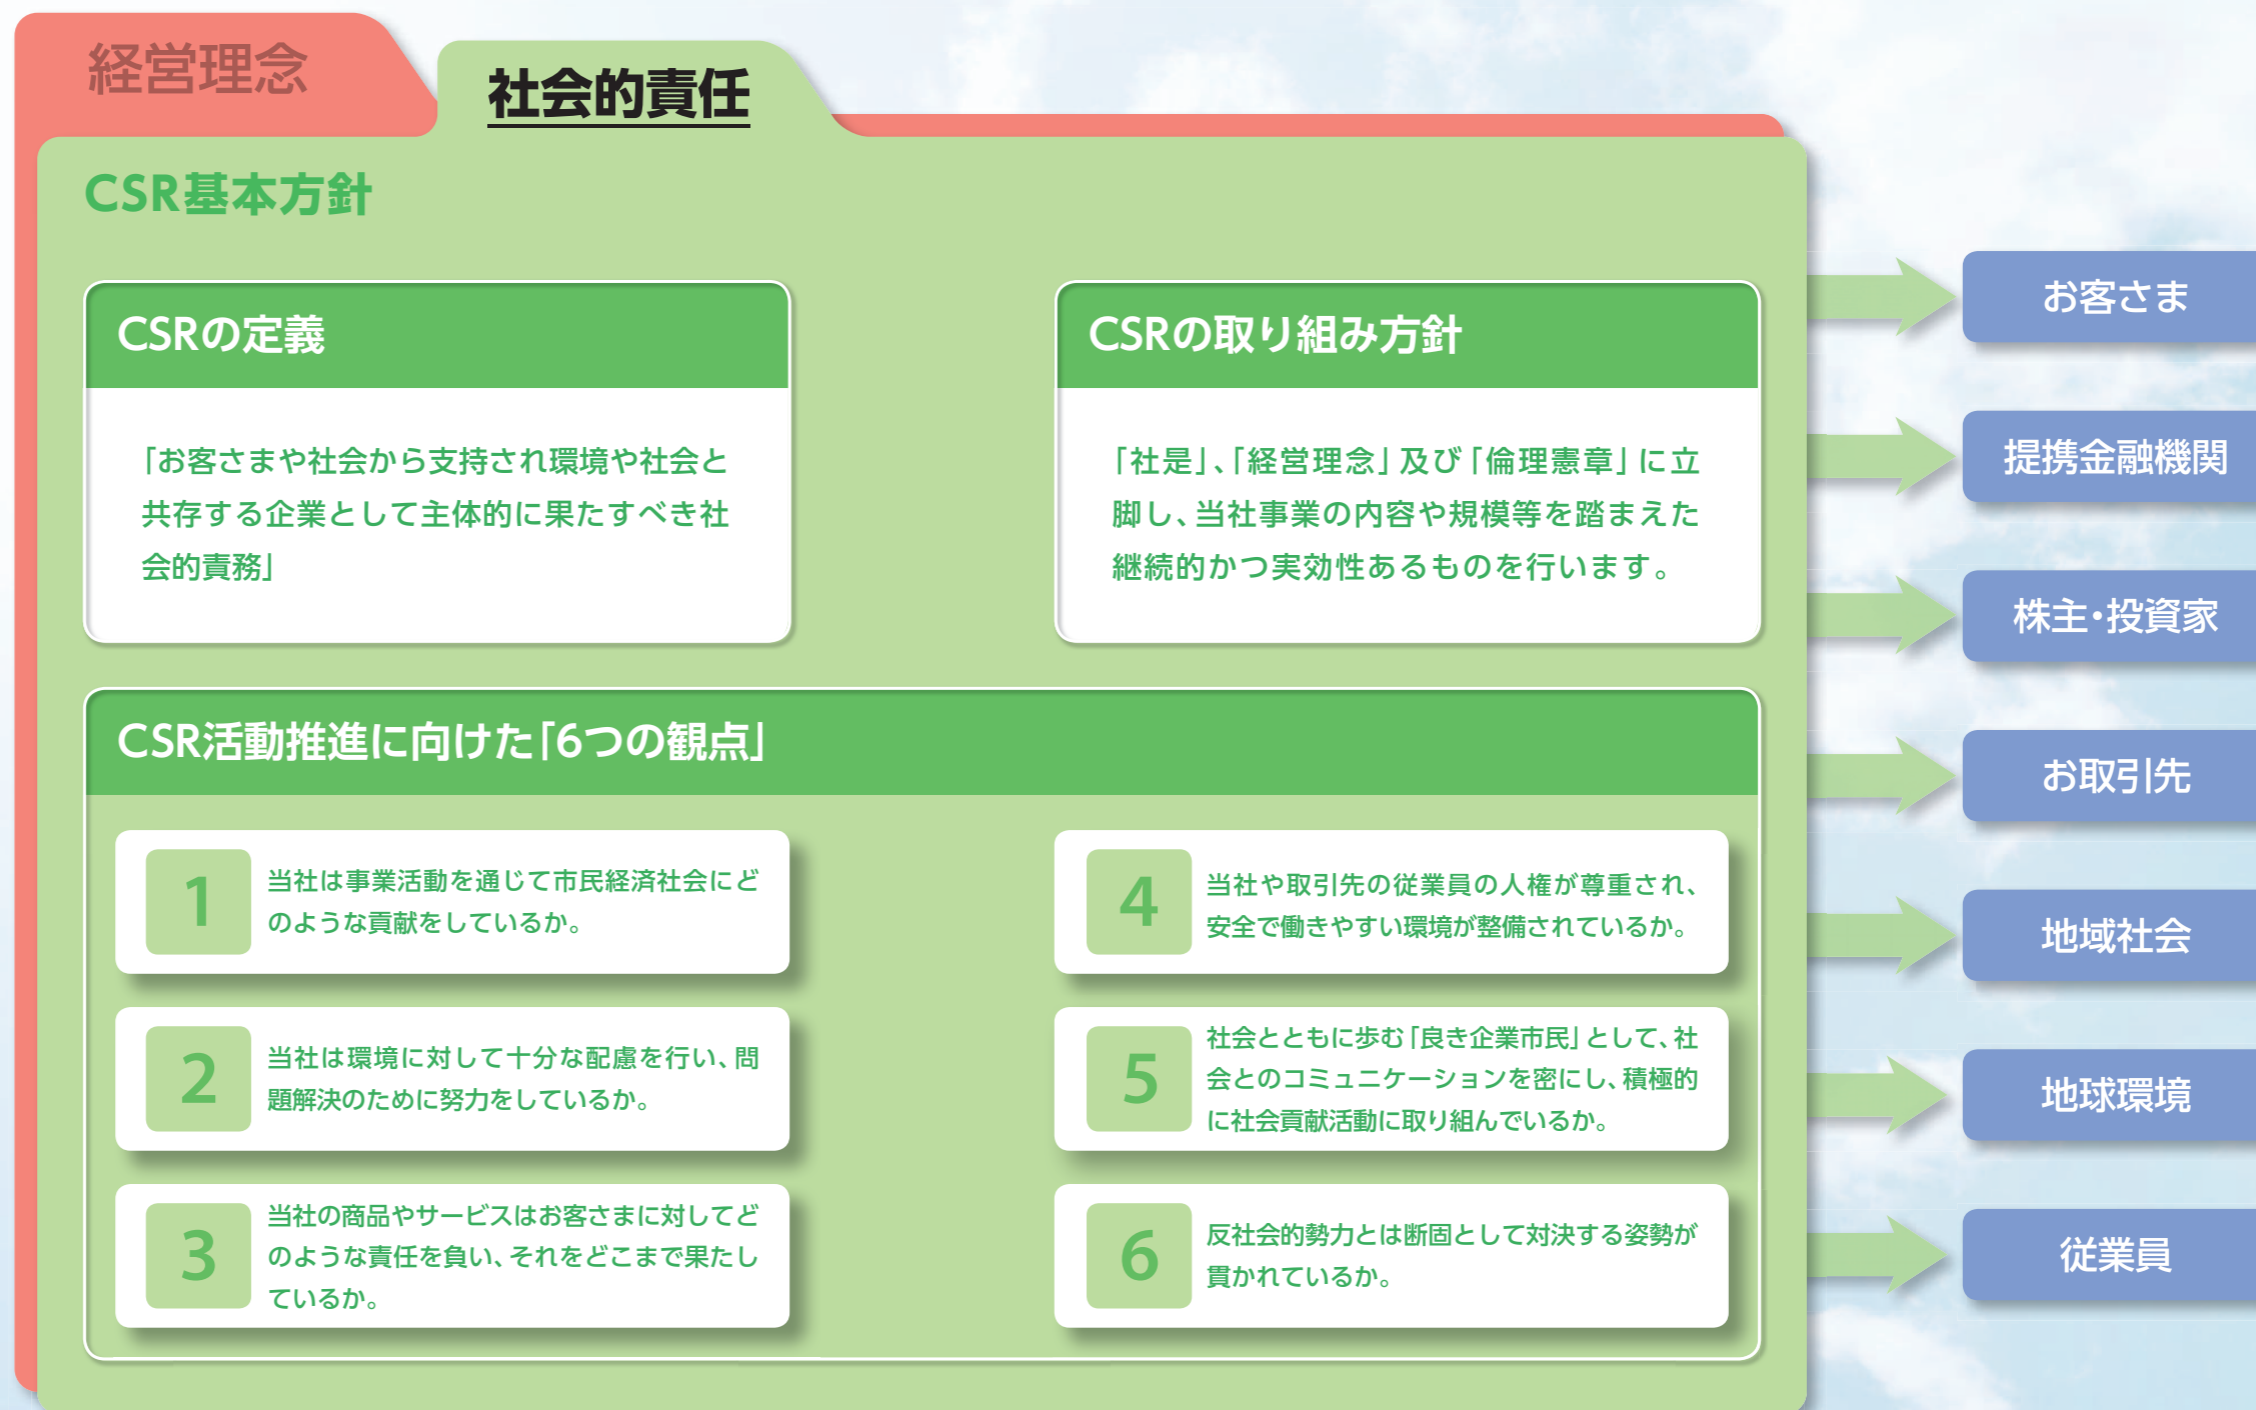 経営理念
社会的責任
CSR基本方針
CSRの定義
「お客さまや社会から支持され環境や社会と
共存する企業として主体的に果たすべき社
会的責務」
CSRの取り組み方針
「社是」、「経営理念」及び「倫理憲章」に立
脚し、当社事業の内容や規模等を踏まえた
継続的かつ実効性あるものを行います。
CSR活動推進に向けた「6つの観点」
1
当社は事業活動を通じて市民経済社会にど
のような貢献をしているか。
2
当社は環境に対して十分な配慮を行い、問
題解決のために努力をしているか。
3
当社の商品やサービスはお客さまに対してど
のような責任を負い、それをどこまで果たし
ているか。
4
当社や取引先の従業員の人権が尊重され、
安全で働きやすい環境が整備されているか。
5
社会とともに歩む「良き企業市民」として、社
会とのコミュニケーションを密にし、積極的
に社会貢献活動に取り組んでいるか。
6
反社会的勢力とは断固として対決する姿勢が
貫かれているか。
お客さま
提携金融機関
株主・投資家
お取引先
地域社会
地球環境
従業員